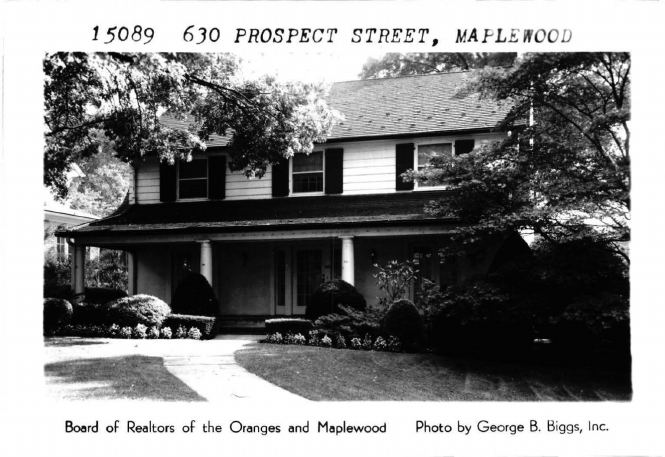 15089 630 PROSPECT STREET, MAPLEWOOD
Board of Realtors of the Oranges and Maplewood Photo by George B. Biggs, Inc.